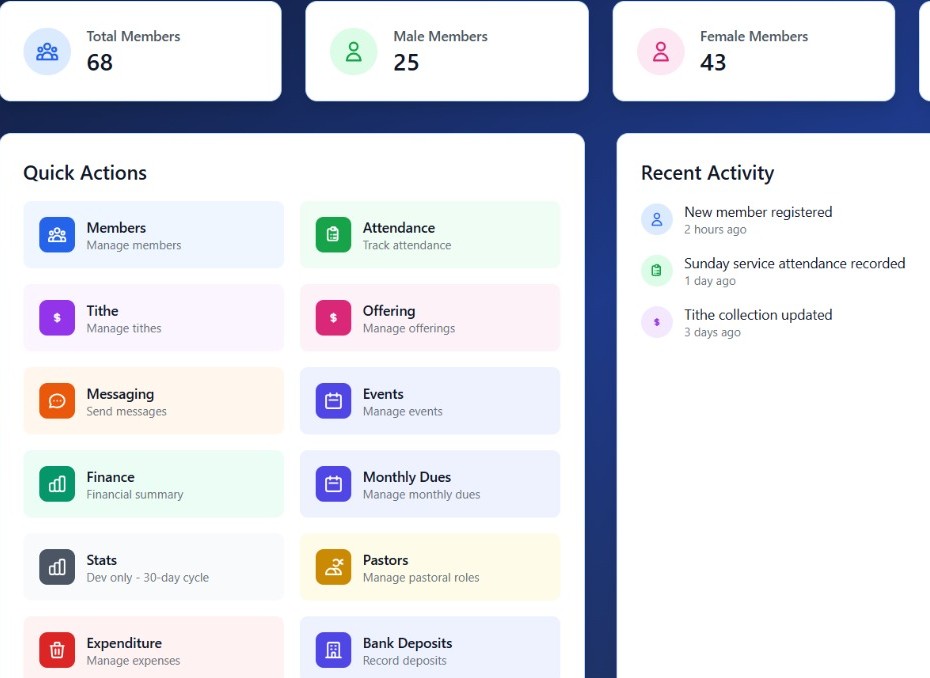 Total Members
68
Male Members
25
Female Members
43
Quick Actions
Members
Manage members
Attendance
Track attendance
Tithe
Manage tithes
$
Offering
Manage offerings
$
Messaging
Send messages
Events
Manage events
Finance
Financial summary
Monthly Dues
Manage monthly dues
Stats
Dev only - 30-day cycle
Pastors
Manage pastoral roles
Expenditure
Manage expenses
Bank Deposits
Record deposits
Recent Activity
New member registered
2 hours ago
Sunday service attendance recorded
1 day ago
$
Tithe collection updated
3 days ago